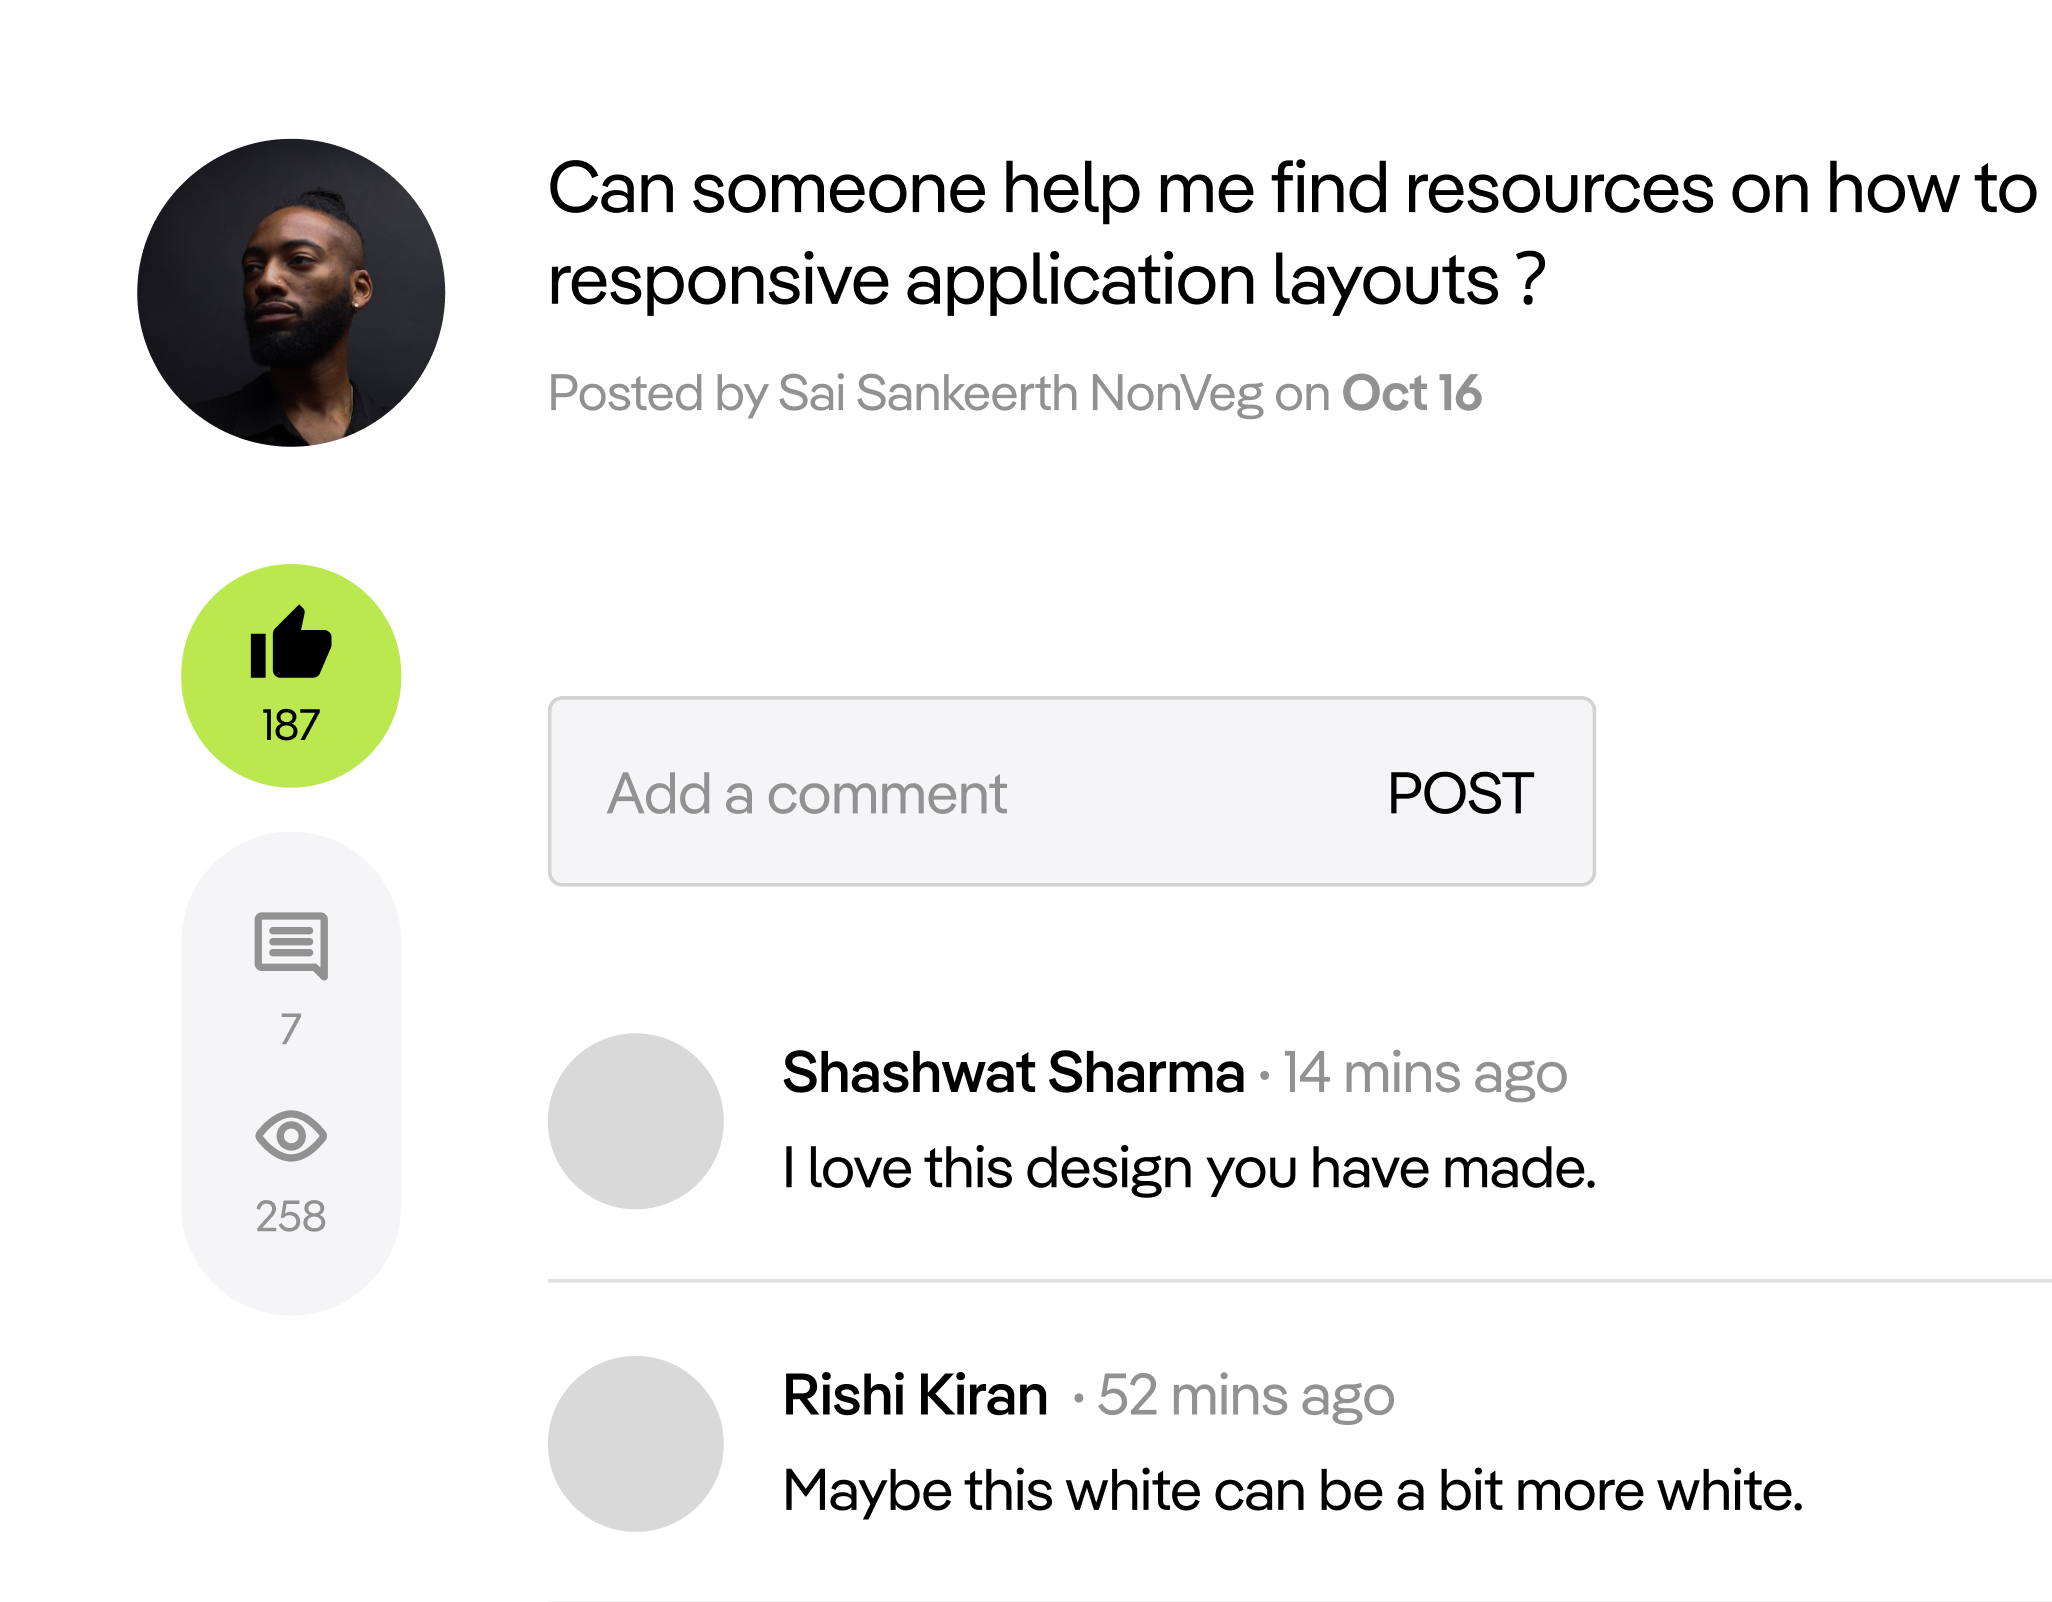 Can someone help me find resources on how to
responsive application layouts ?
Posted by Sai Sankeerth NonVeg on Oct 16
187
Add a comment POST
7
258
Shashwat Sharma · 14 mins ago
I love this design you have made.
Rishi Kiran · 52 mins ago
Maybe this white can be a bit more white.